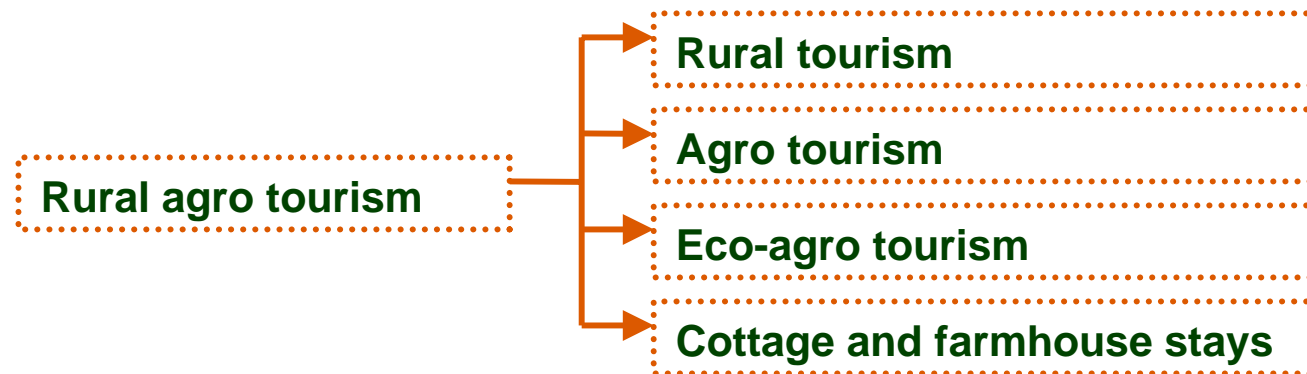 Rural tourism
Agro tourism
Rural agro tourism
Eco-agro tourism
Cottage and farmhouse stays